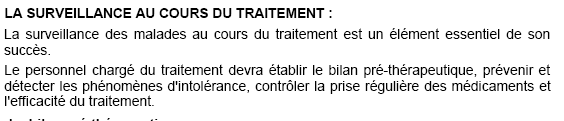 LA SURVEILLANCE AU COURS DU TRAITEMENT :
La surveillance des malades au cours du traitement est un élément essentiel de son
succès.
Le personnel chargé du traitement devra établir le bilan pré-thérapeutique, prévenir et
détecter les phénomènes d'intolérance, contrôler la prise régulière des médicaments et
l'efficacité du traitement.